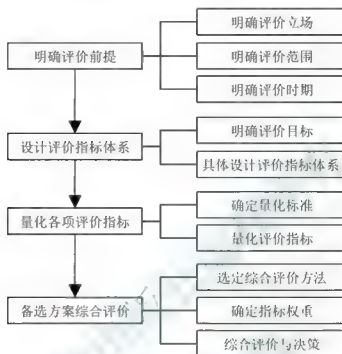 明确评价立场
明确评价前提
明确评价范围
明确评价时期
明确评价目标
设计评价指标体系
具体设计评价指标体系
确定量化标准
量化各项评价指标
量化评价指标
选定综合评价方法
备选方案综合评价
确定指标权重
综合评价与决策